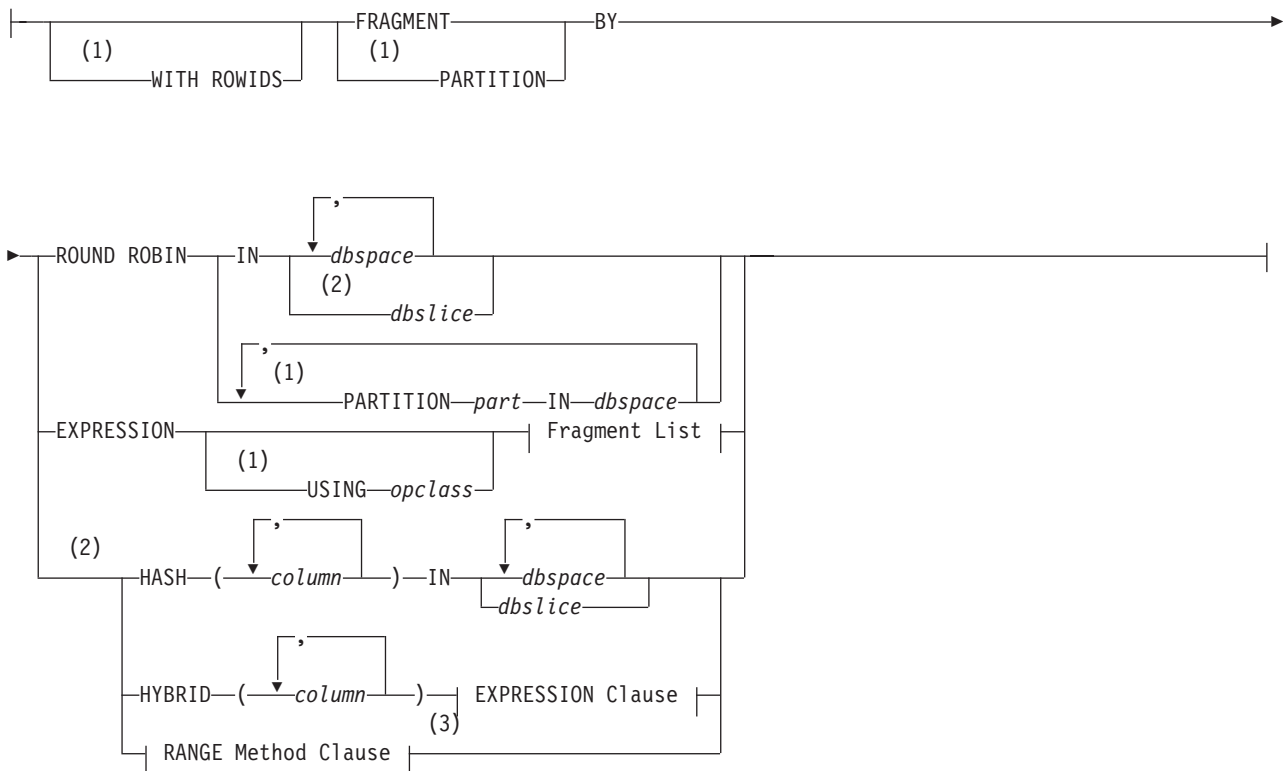 FRAGMENT BY
(1) (1)
WITH ROWIDS PARTITION
,
ROUND ROBIN IN dbspace
(2)
dbslice
,
(1)
PARTITION part IN dbspace
EXPRESSION Fragment List
(1)
USING opclass
, ,
(2)
HASH ( column ) IN dbspace
dbslice
,
HYBRID ( column ) EXPRESSION Clause
(3)
RANGE Method Clause